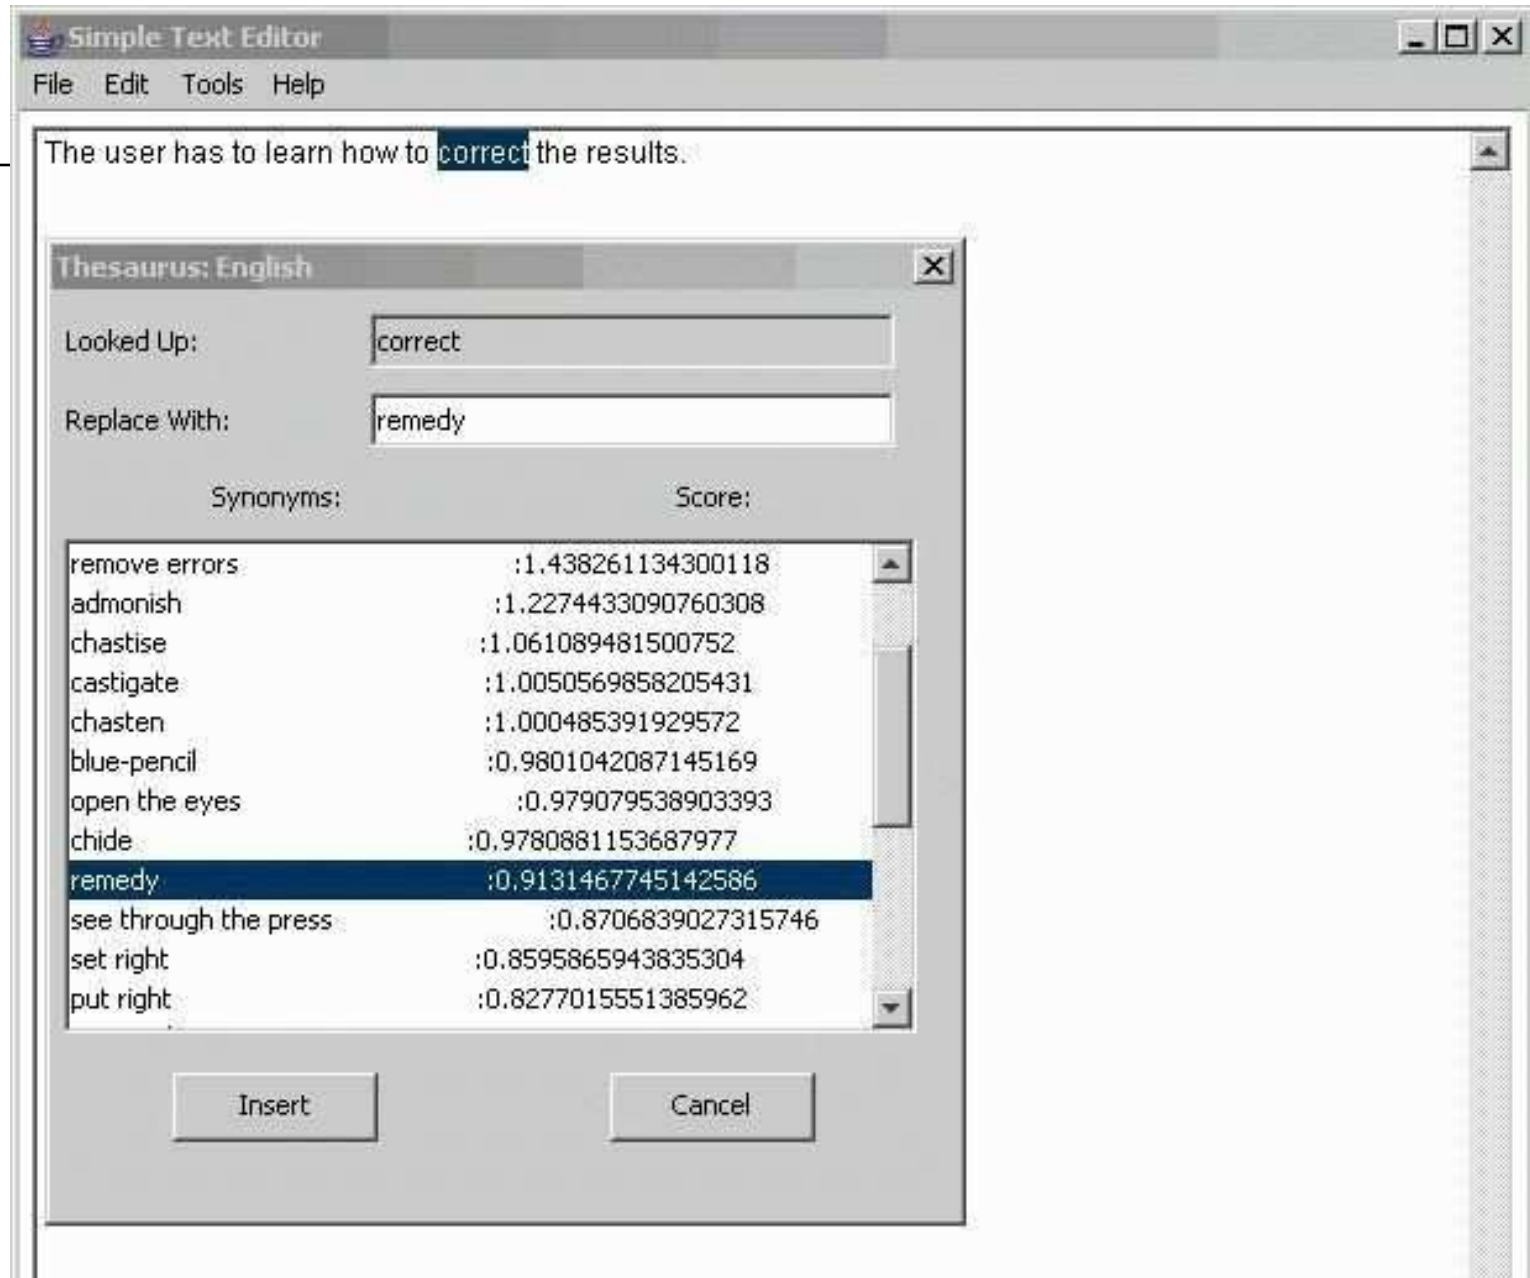 Simple Text Editor
File Edit Tools Help
The user has to learn how to correct the results.
Thesaurus: English
Looked Up: correct
Replace With: remedy
Synonyms: Score:
remove errors :1.438261134300118
admonish :1.2274433090760308
chastise :1.061089481500752
castigate :1.0050569858205431
chasten :1.000485391929572
blue-pencil :0.9801042087145169
open the eyes :0.979079538903393
chide :0.9780881153687977
remedy :0.9131467745142586
see through the press :0.8706839027315746
set right :0.8595865943835304
put right :0.8277015551385962
Insert Cancel